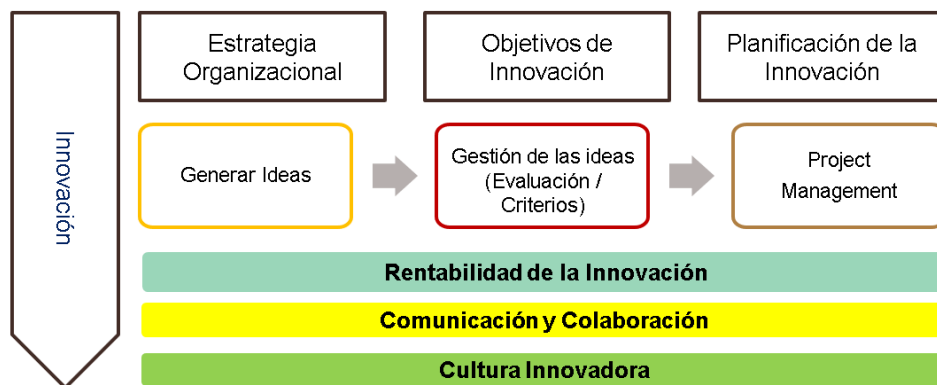 Innovación
Estrategia
Organizacional
Objetivos de
Innovación
Planificación de la
Innovación
Generar Ideas
Gestión de las ideas
(Evaluación /
Criterios)
Project
Management
Rentabilidad de la Innovación
Comunicación y Colaboración
Cultura Innovadora